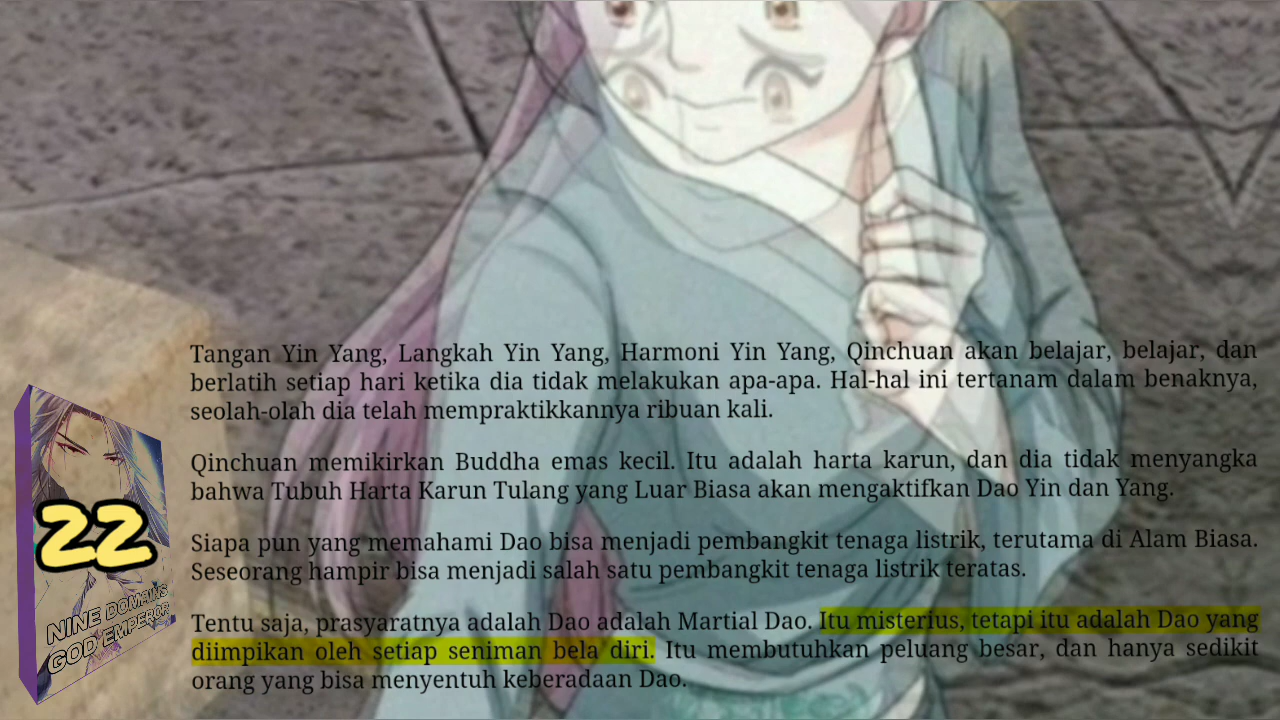 Tangan Yin Yang, Langkah Yin Yang, Harmoni Yin Yang, Qinchuan akan belajar, belajar, dan
berlatih setiap hari ketika dia tidak melakukan apa-apa. Hal-hal ini tertanam dalam benaknya,
seolah-olah dia telah mempraktikkannya ribuan kali.
Qinchuan memikirkan Buddha emas kecil. Itu adalah harta karun, dan dia tidak menyangka
bahwa Tubuh Harta Karun Tulang yang Luar Biasa akan mengaktifkan Dao Yin dan Yang.
Siapa pun yang memahami Dao bisa menjadi pembangkit tenaga listrik, terutama di Alam Biasa.
Seseorang hampir bisa menjadi salah satu pembangkit tenaga listrik teratas.
Tentu saja, prasyaratnya adalah Dao adalah Martial Dao. Itu misterius, tetapi itu adalah Dao yang
diimpikan oleh setiap seniman bela diri. Itu membutuhkan peluang besar, dan hanya sedikit
orang yang bisa menyentuh keberadaan Dao.
22
NINE DOMAINS
GOD EMPEROR